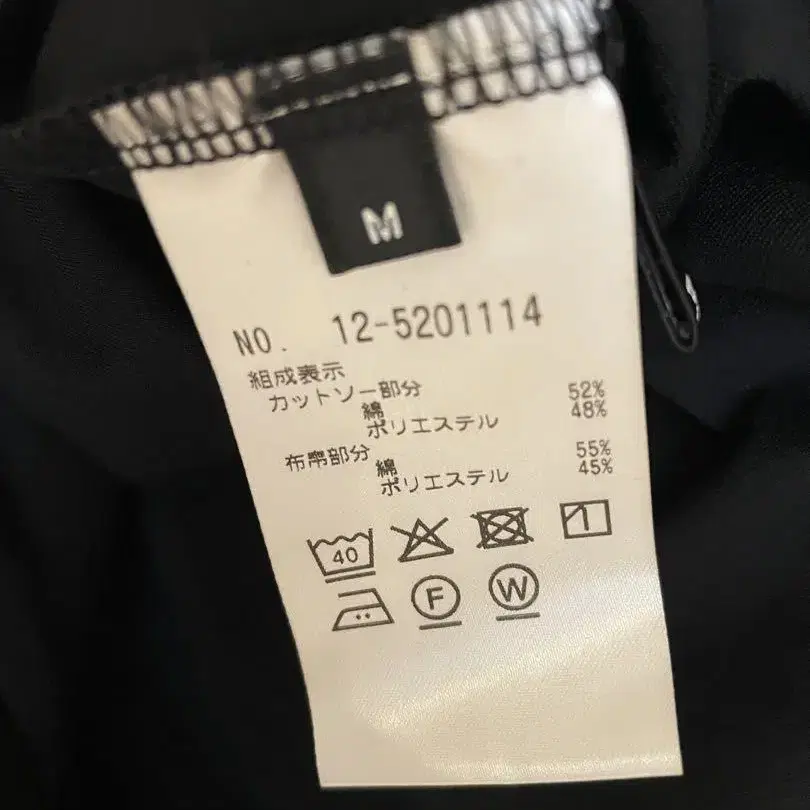 M
NO. 12-5201114
組成表示
カットソー部分
綿 52%
ポリエステル 48%
布帛部分
綿 55%
ポリエステル 45%
40
F W